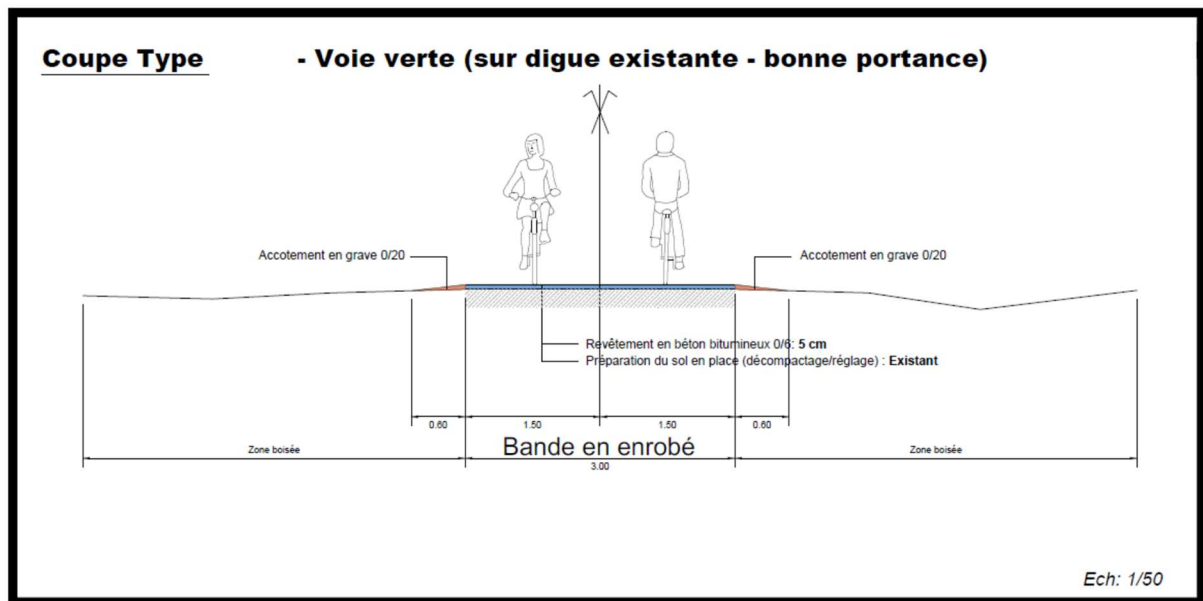 Coupe Type - Voie verte (sur digue existante - bonne portance)
Accotement en grave 0/20
Accotement en grave 0/20
Revêtement en béton bitumineux 0/6: 5 cm
Préparation du sol en place (décompactage/réglage) : Existant
0.60 1.50 1.50 0.60
Zone boisée Bande en enrobé Zone boisée
3.00
Ech: 1/50